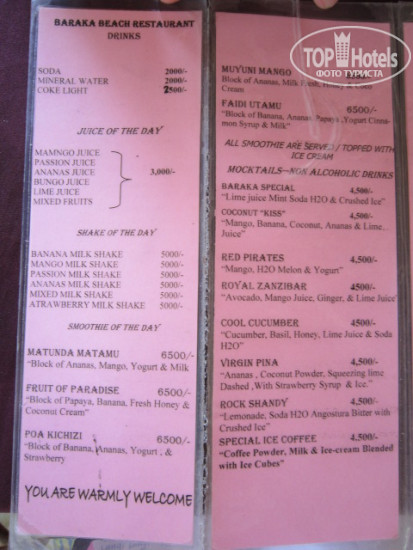 BARAKA BEACH RESTAURANT
DRINKS
SODA 2000/-
MINERAL WATER 2000/-
COKE LIGHT 2500/-
JUICE OF THE DAY
MAMNGO JUICE
PASSION JUICE
ANANAS JUICE 3,000/-
BUNGO JUICE
LIME JUICE
MIXED FRUITS
SHAKE OF THE DAY
BANANA MILK SHAKE 5000/-
MANGO MILK SHAKE 5000/-
PASSION MILK SHAKE 5000/-
ANANAS MILK SHAKE 5000/-
MIXED MILK SHAKE 5000/-
ATRAWBERRY MILK SHAKE 5000/-
SMOOTHIE OF THE DAY
MATUNDA MATAMU 6500/-
"Block of Ananas, Mango, Yogurt & Milk
FRUIT OF PARADISE 6500/-
"Block of Papaya, Banana, Fresh Honey &
Coconut Cream"
POA KICHIZI 6500/-
"Block of Banana, Ananas, Yogurt , &
Strawberry
YOU ARE WARMLY WELCOME
TOP Hotels
ФОТО ТУРИСТА
MUYUNI MANGO
Block of Ananas, Milk Fresh, Honey & Coco
Cream
FAIDI UTAMU 6500/-
"Block of Banana, Ananas Papaya ,Yogurt Cinna-
mon Syrup & Milk"
ALL SMOOTHIE ARE SERVED / TOPPED WITH
ICE CREAM
MOCKTAILS—NON ALCOHOLIC DRINKS
BARAKA SPECIAL 4,500/-
"Lime juice Mint Soda H2O & Crushed Ice"
COCONUT "KISS" 4,500/-
"Mango, Banana, Coconut, Ananas & Lime..
Juice"
RED PIRATES 4,500/-
"Mango, H2O Melon & Yogurt"
ROYAL ZANZIBAR 4500/-
"Avocado, Mango Juice, Ginger, & Lime Juice"
COOL CUCUMBER 4500/-
"Cucumber, Basil, Honey, Lime Juice & Soda
H2O"
VIRGIN PINA 4,500/-
"Ananas , Coconut Powder, Squeezing lime
Dashed ,With Strawberry Syrup & Ice."
ROCK SHANDY 4,500/-
"Lemonade, Soda H2O Angostura Bitter with
Crushed Ice"
SPECIAL ICE COFFEE 4,500/-
"Coffee Powder, Milk & Ice-cream Blended
with Ice Cubes"